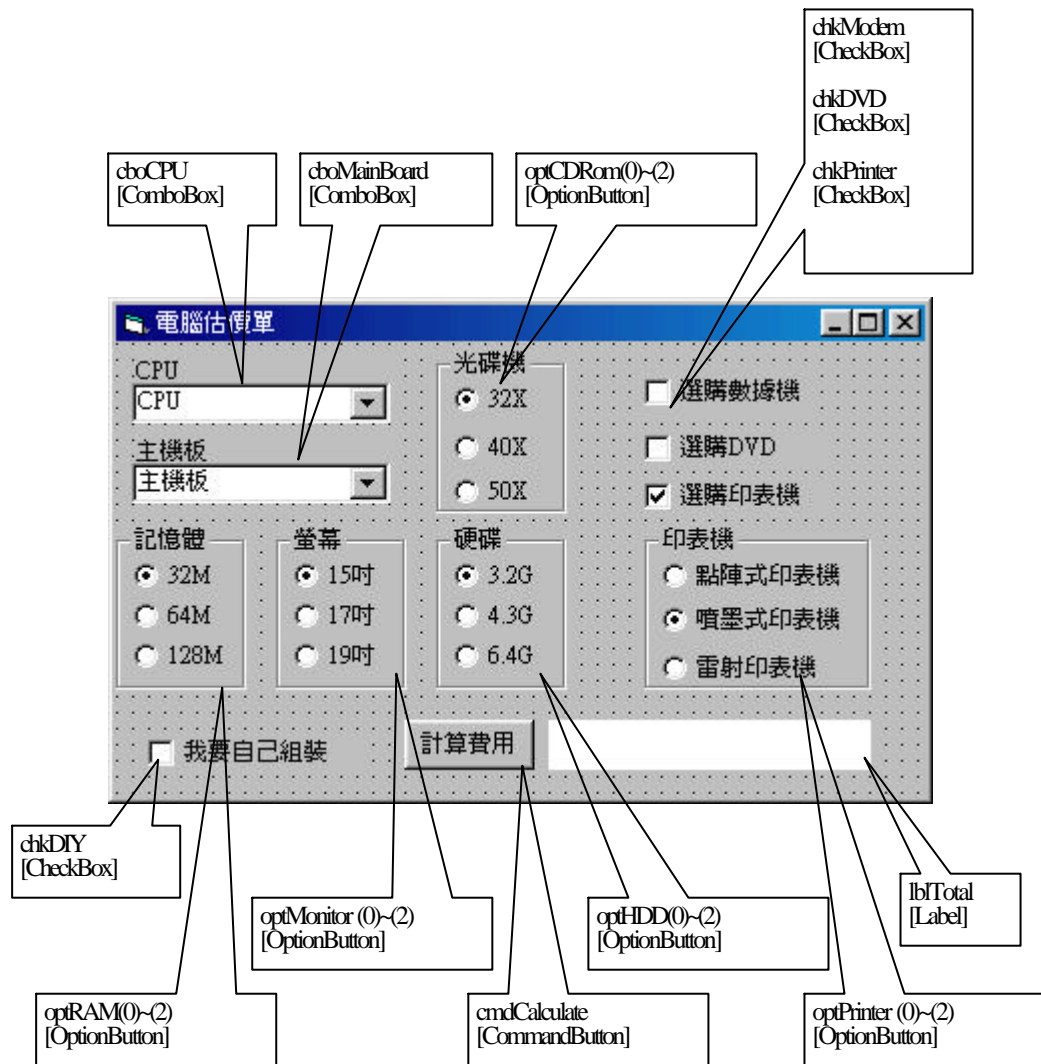 chkModem
[CheckBox]
chkDVD
[CheckBox]
chkPrinter
[CheckBox]
cboCPU
[ComboBox]
cboMainBoard
[ComboBox]
optCDRom(0)~(2)
[OptionButton]
電腦估價單
CPU
CPU
主機板
主機板
光碟機
32X
40X
50X
選購數據機
選購DVD
選購印表機
記憶體
32M
64M
128M
螢幕
15吋
17吋
19吋
硬碟
3.2G
4.3G
6.4G
印表機
點陣式印表機
噴墨式印表機
雷射印表機
我要自己組裝
計算費用
chkDIY
[CheckBox]
optMonitor (0)~(2)
[OptionButton]
optHDD(0)~(2)
[OptionButton]
lblTotal
[Label]
optRAM(0)~(2)
[OptionButton]
cmdCalculate
[CommandButton]
optPrinter (0)~(2)
[OptionButton]